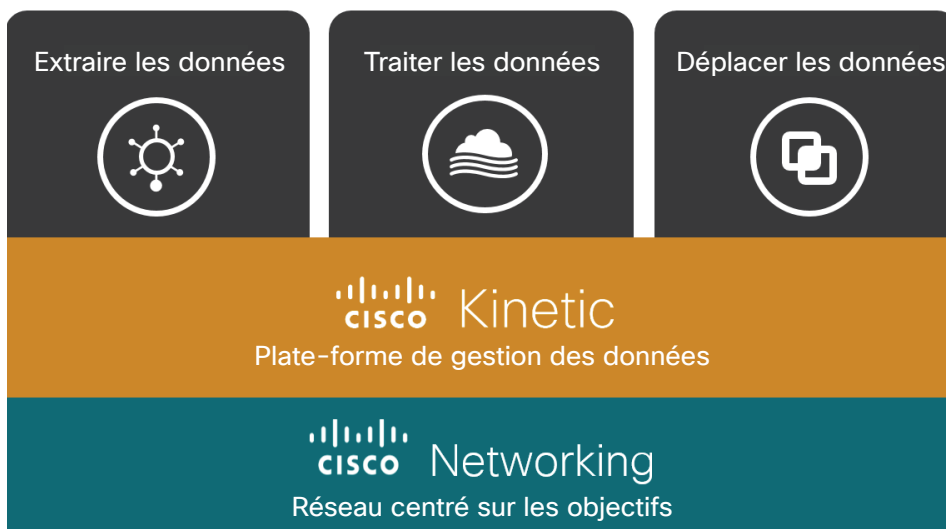 Extraire les données
Traiter les données
Déplacer les données
CISCO Kinetic
Plate-forme de gestion des données
CISCO Networking
Réseau centré sur les objectifs